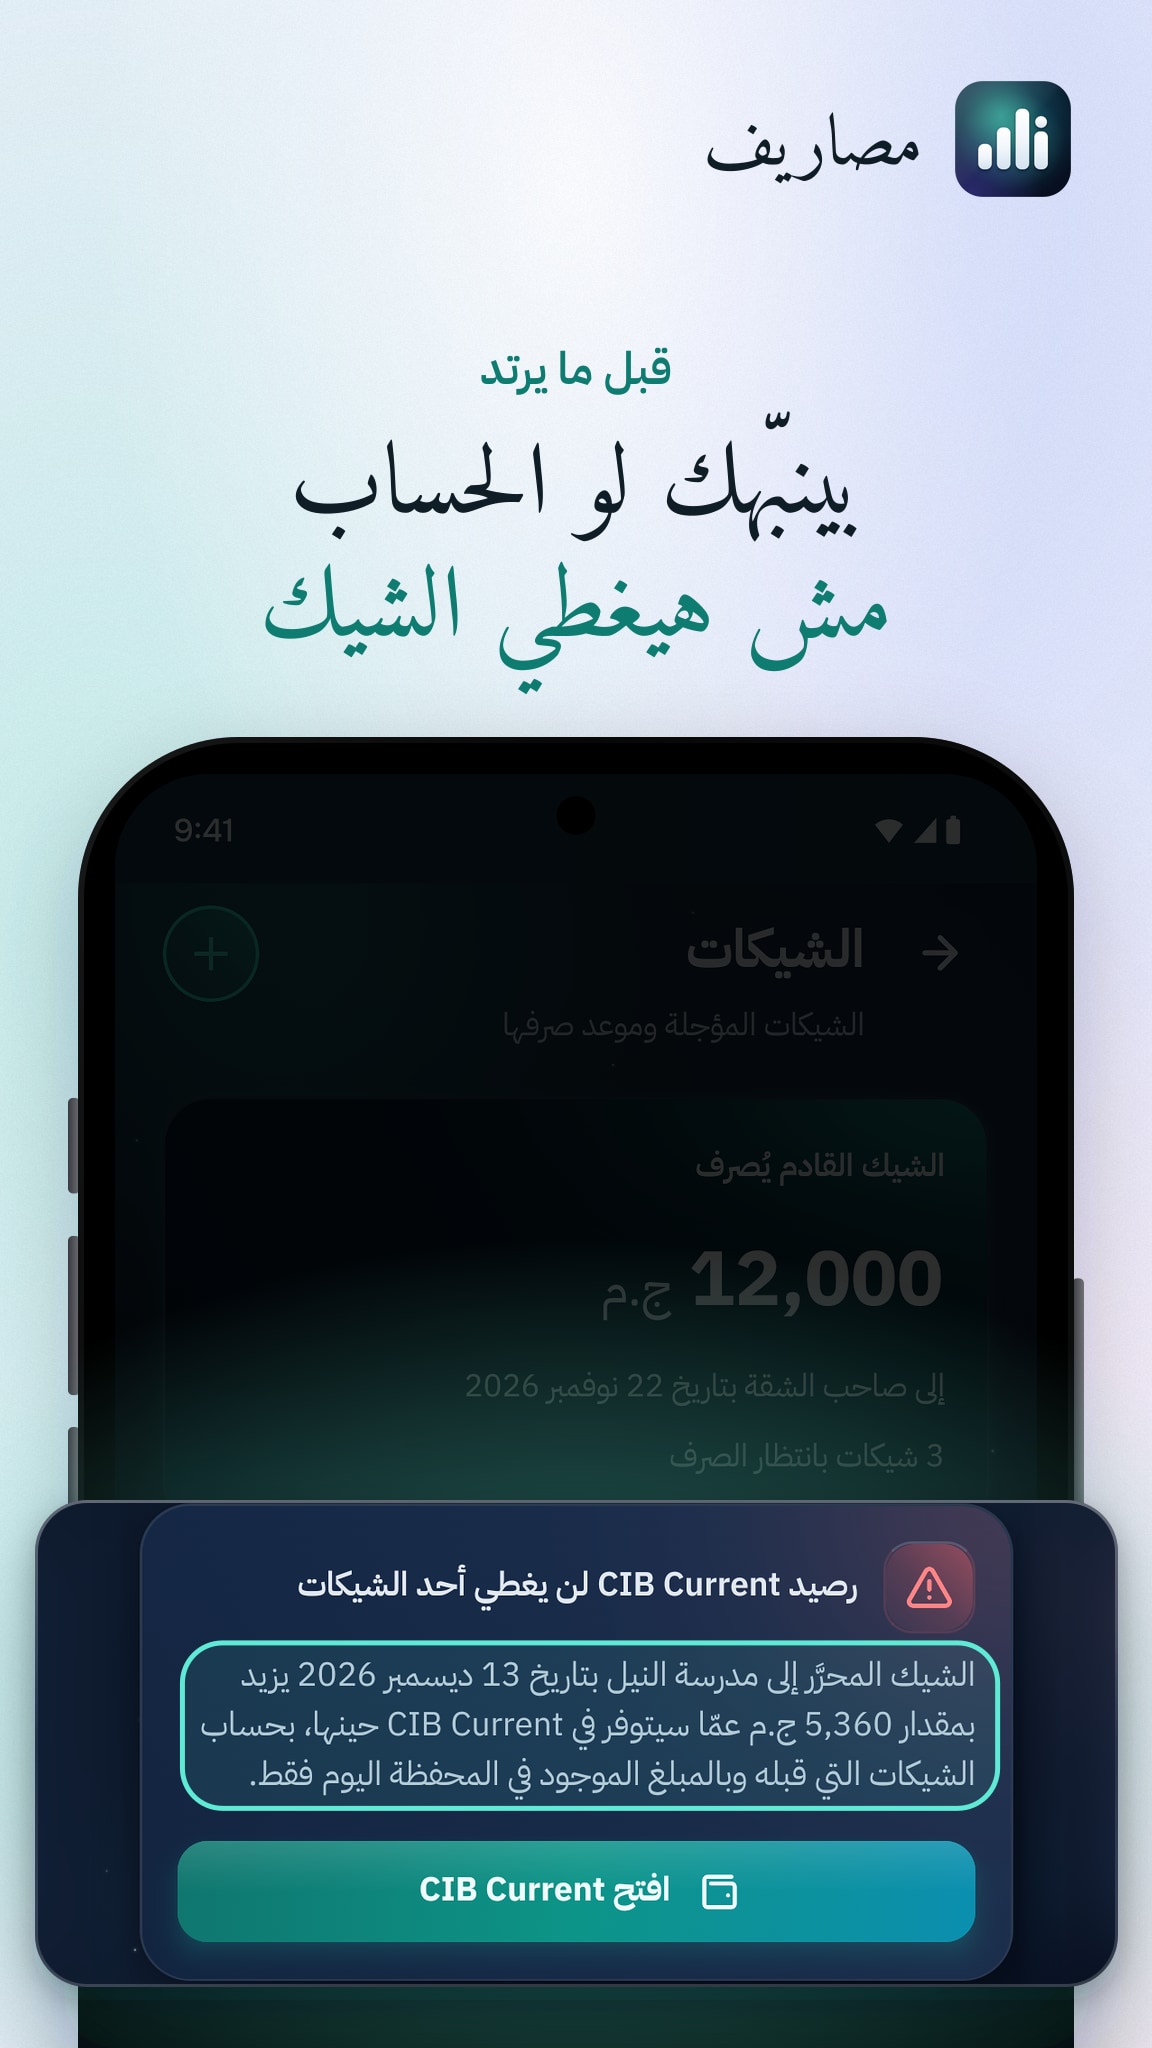 مصاريف
قبل ما يرتد
بينبّهك لو الحساب
مش هيغطي الشيك
9:41
الشيكات
الشيكات المؤجلة وموعد صرفها
الشيك القادم يُصرف
12,000 ج.م
إلى صاحب الشقة بتاريخ 22 نوفمبر 2026
3 شيكات بانتظار الصرف
رصيد CIB Current لن يغطي أحد الشيكات
الشيك المحرَّر إلى مدرسة النيل بتاريخ 13 ديسمبر 2026 يزيد
بمقدار 5,360 ج.م عمّا سيتوفر في CIB Current حينها، بحساب
الشيكات التي قبله وبالمبلغ الموجود في المحفظة اليوم فقط.
افتح CIB Current